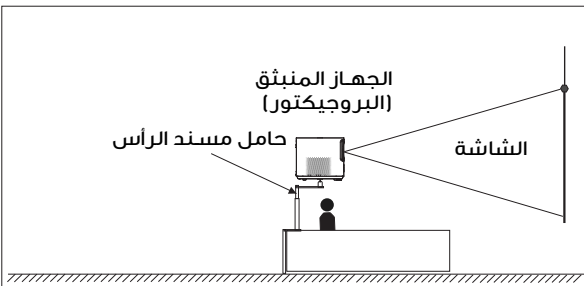 الجهاز المنبثق
(البروجيكتور)
حامل مسند الرأس
الشاشة